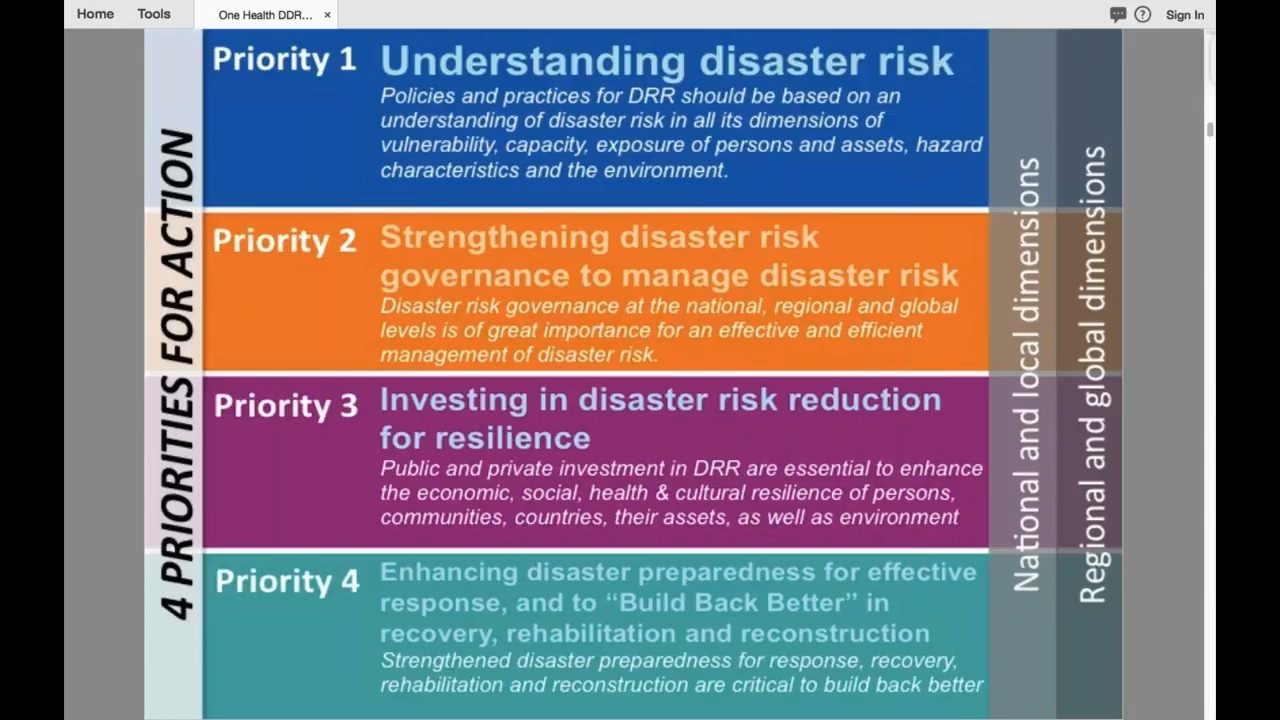 Home Tools One Health DDR... × Sign In
4 PRIORITIES FOR ACTION
Priority 1
Understanding disaster risk
Policies and practices for DRR should be based on an
understanding of disaster risk in all its dimensions of
vulnerability, capacity, exposure of persons and assets, hazard
characteristics and the environment.
Priority 2
Strengthening disaster risk
governance to manage disaster risk
Disaster risk governance at the national, regional and global
levels is of great importance for an effective and efficient
management of disaster risk.
Priority 3
Investing in disaster risk reduction
for resilience
Public and private investment in DRR are essential to enhance
the economic, social, health & cultural resilience of persons,
communities, countries, their assets, as well as environment
Priority 4
Enhancing disaster preparedness for effective
response, and to “Build Back Better” in
recovery, rehabilitation and reconstruction
Strengthened disaster preparedness for response, recovery,
rehabilitation and reconstruction are critical to build back better
National and local dimensions
Regional and global dimensions